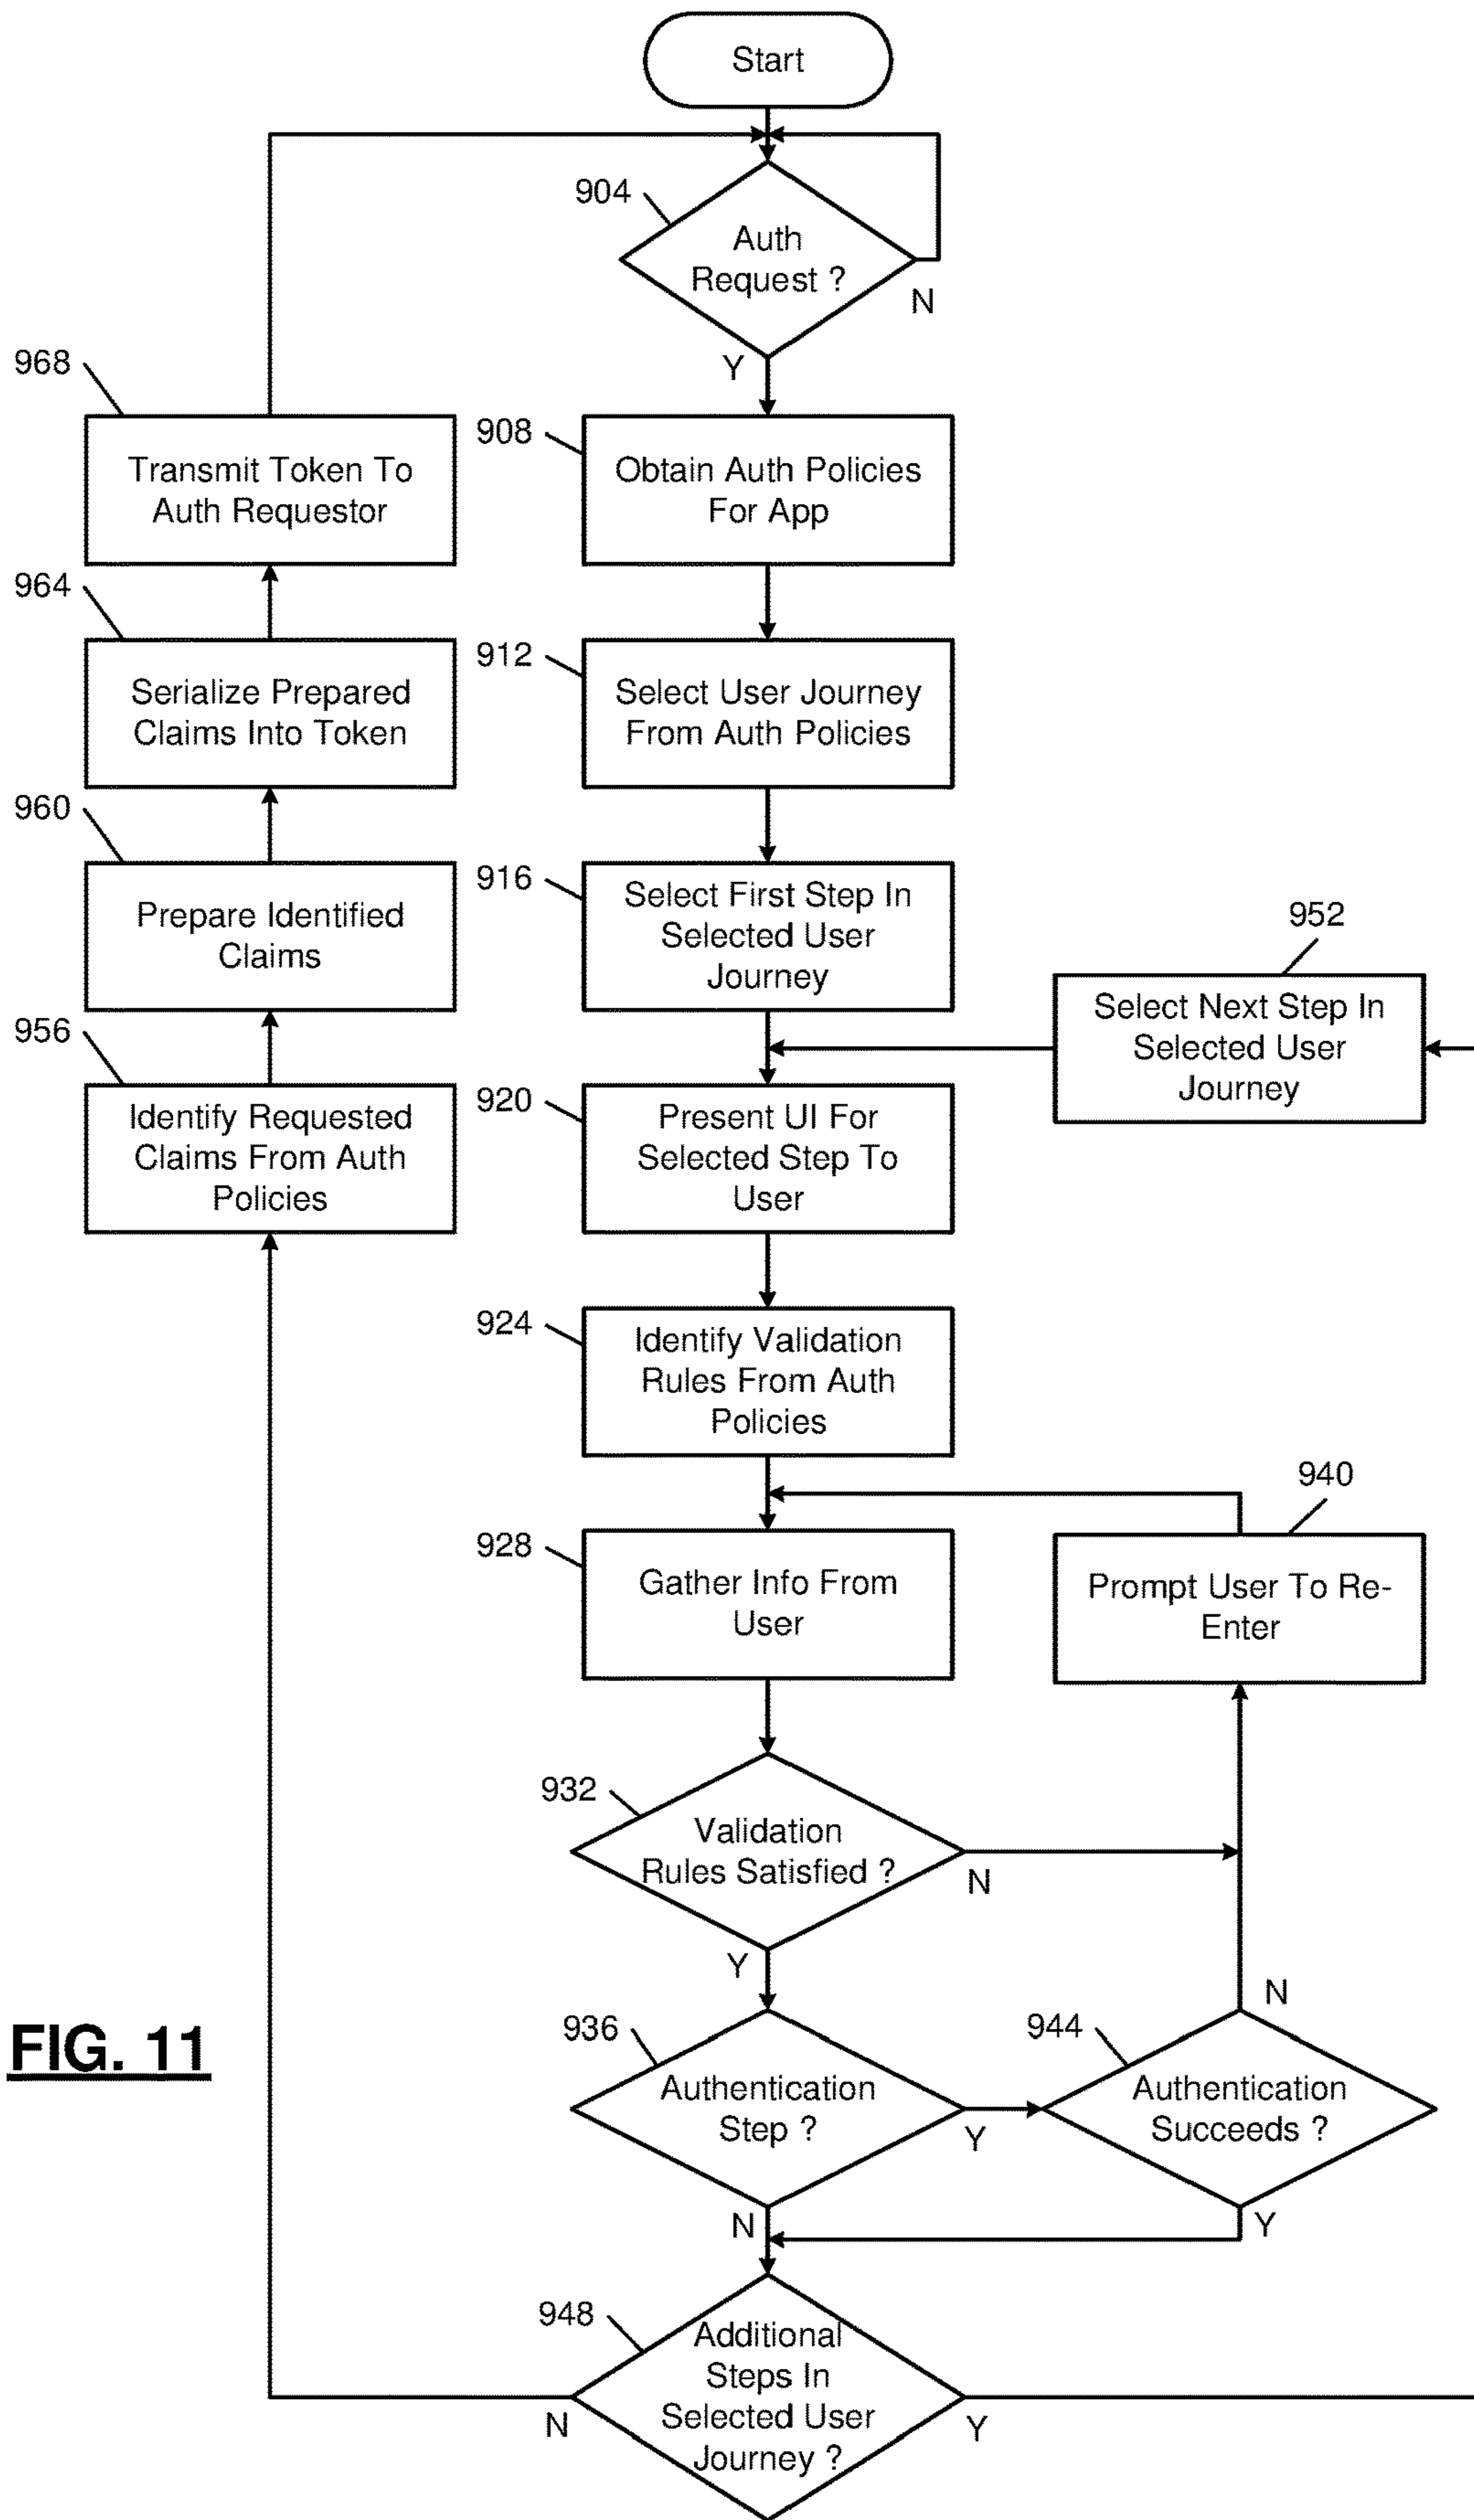 Start
904
Auth
Request ?
N
Y
968
Transmit Token To
Auth Requestor
908
Obtain Auth Policies
For App
964
Serialize Prepared
Claims Into Token
912
Select User Journey
From Auth Policies
960
Prepare Identified
Claims
916
Select First Step In
Selected User
Journey
952
Select Next Step In
Selected User
Journey
956
Identify Requested
Claims From Auth
Policies
920
Present UI For
Selected Step To
User
924
Identify Validation
Rules From Auth
Policies
928
Gather Info From
User
940
Prompt User To Re-
Enter
932
Validation
Rules Satisfied ?
N
Y
936
Authentication
Step ?
Y
N
944
Authentication
Succeeds ?
N
Y
FIG. 11
948
Additional
Steps In
Selected User
Journey ?
N
Y